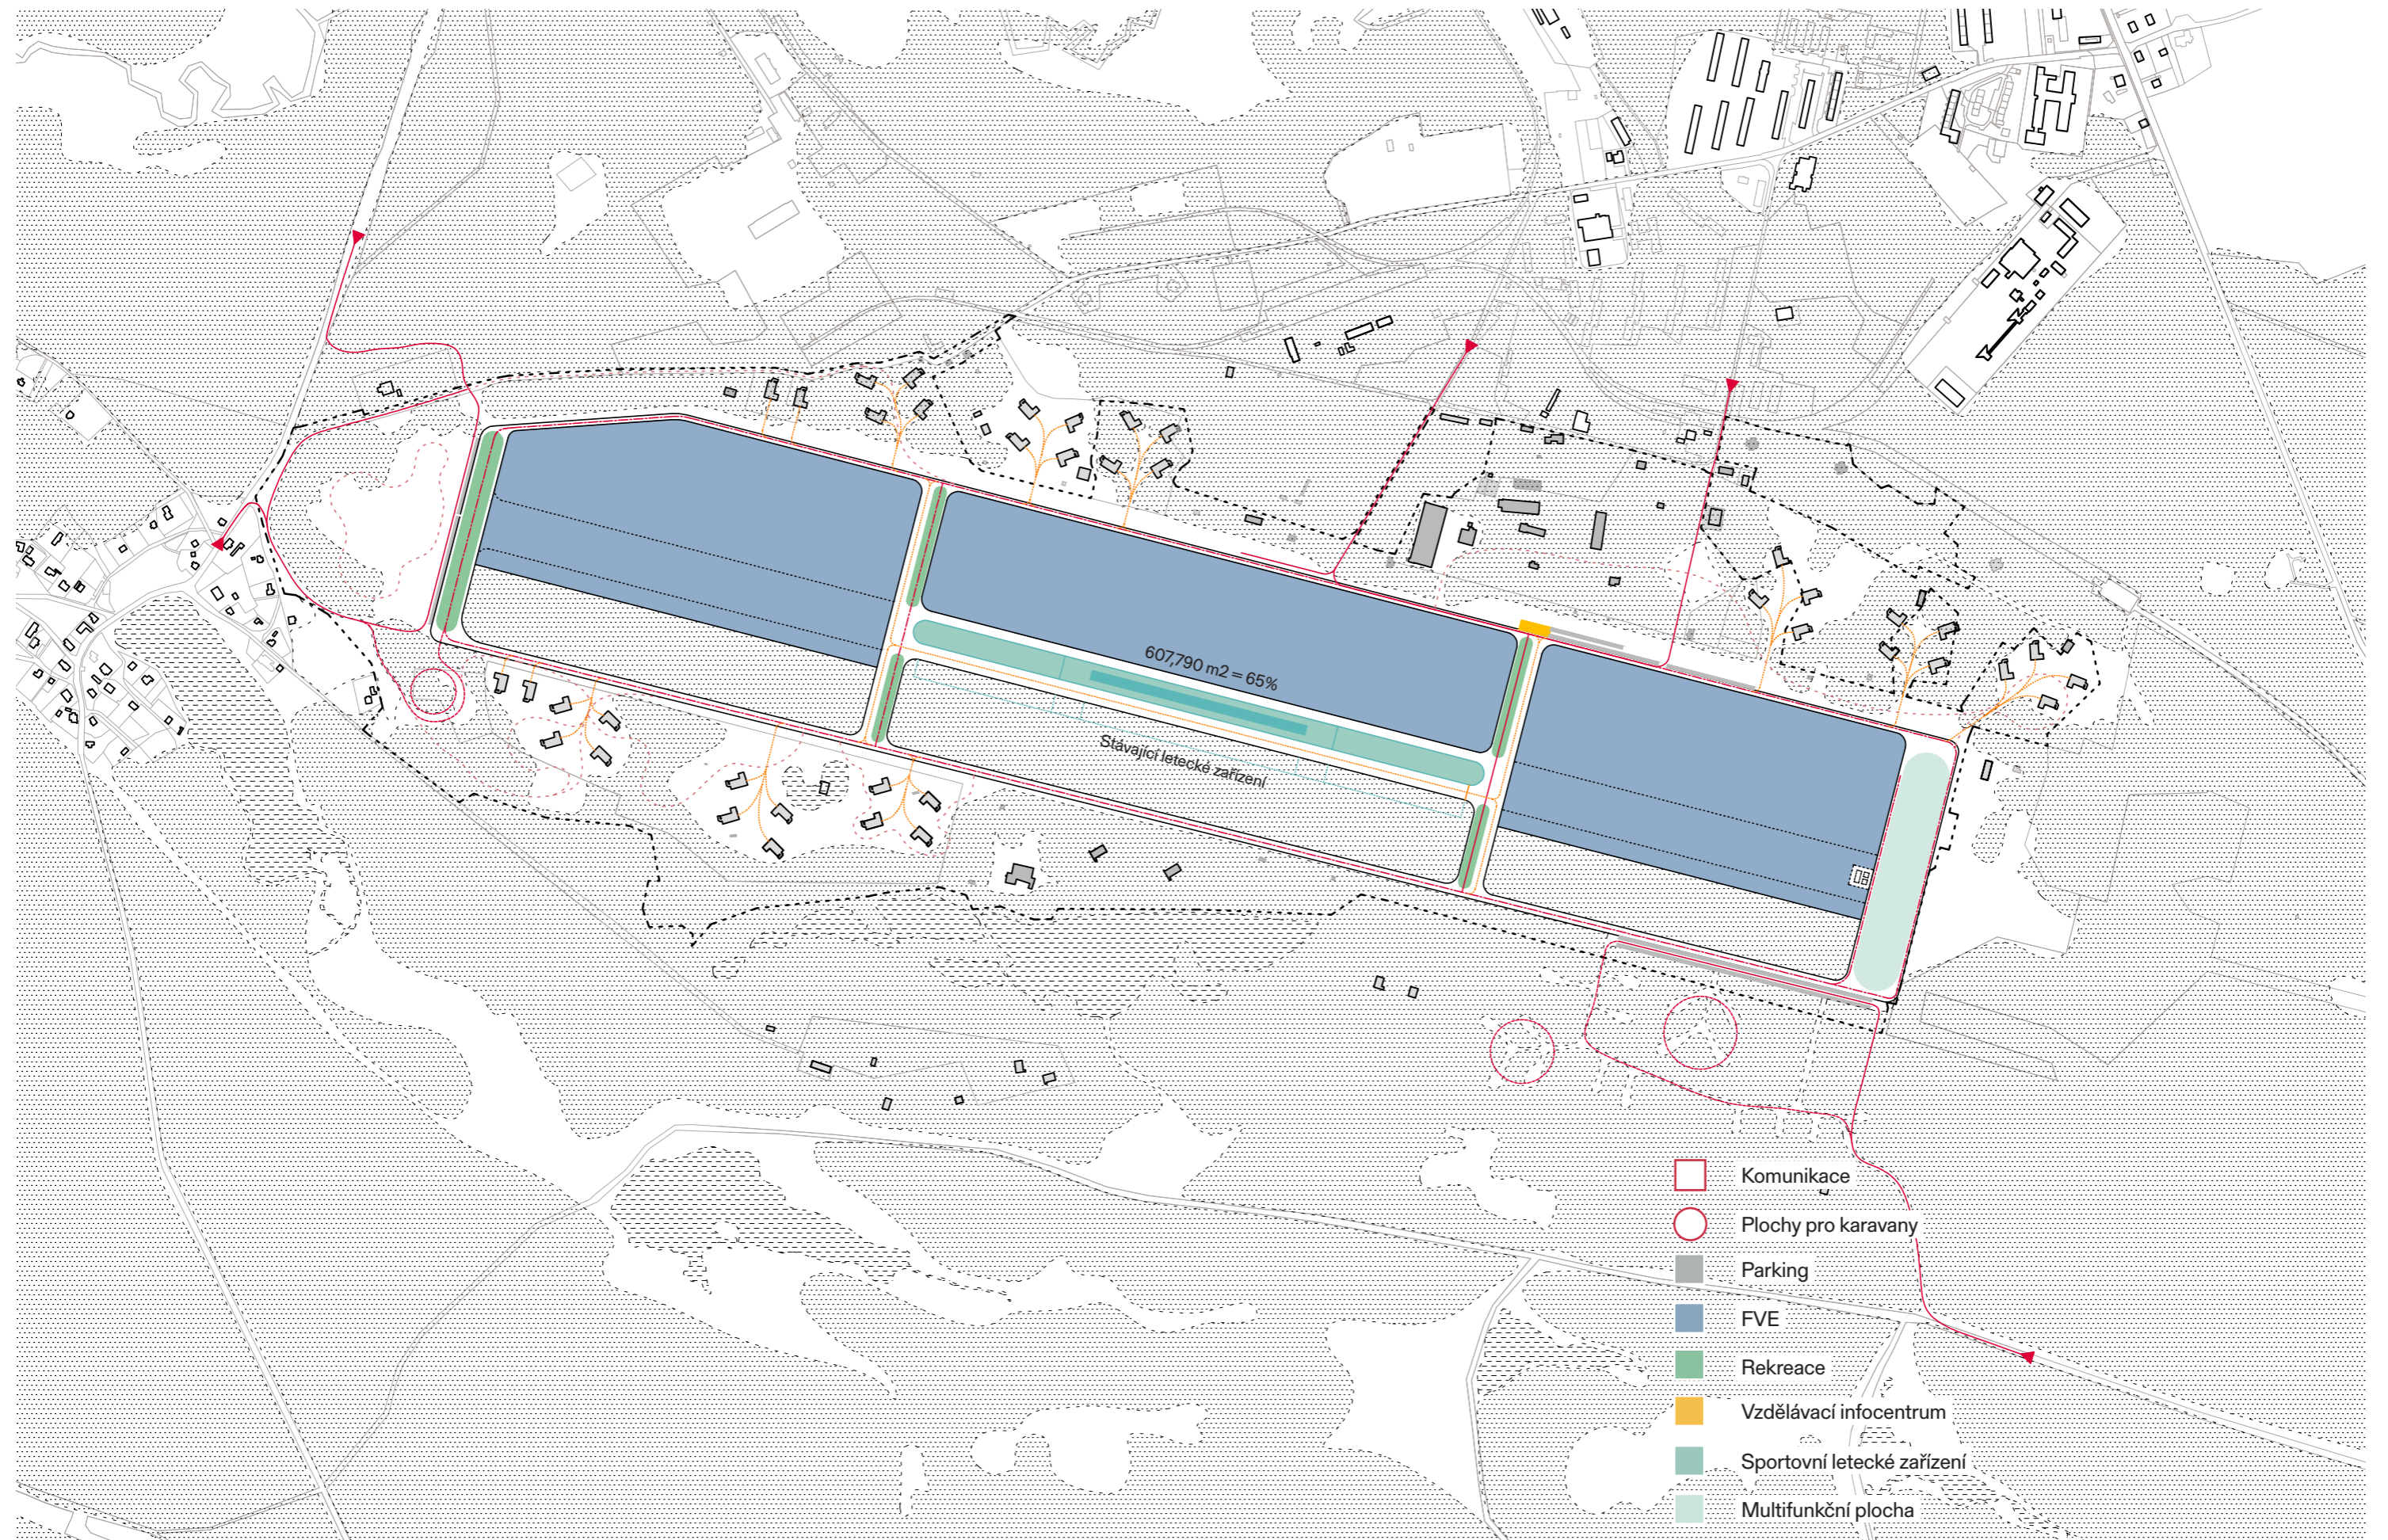 607,790 m2 = 65%
Stávající letecké zařízení
Komunikace
Plochy pro karavany
Parking
FVE
Rekreace
Vzdělávací infocentrum
Sportovní letecké zařízení
Multifunkční plocha